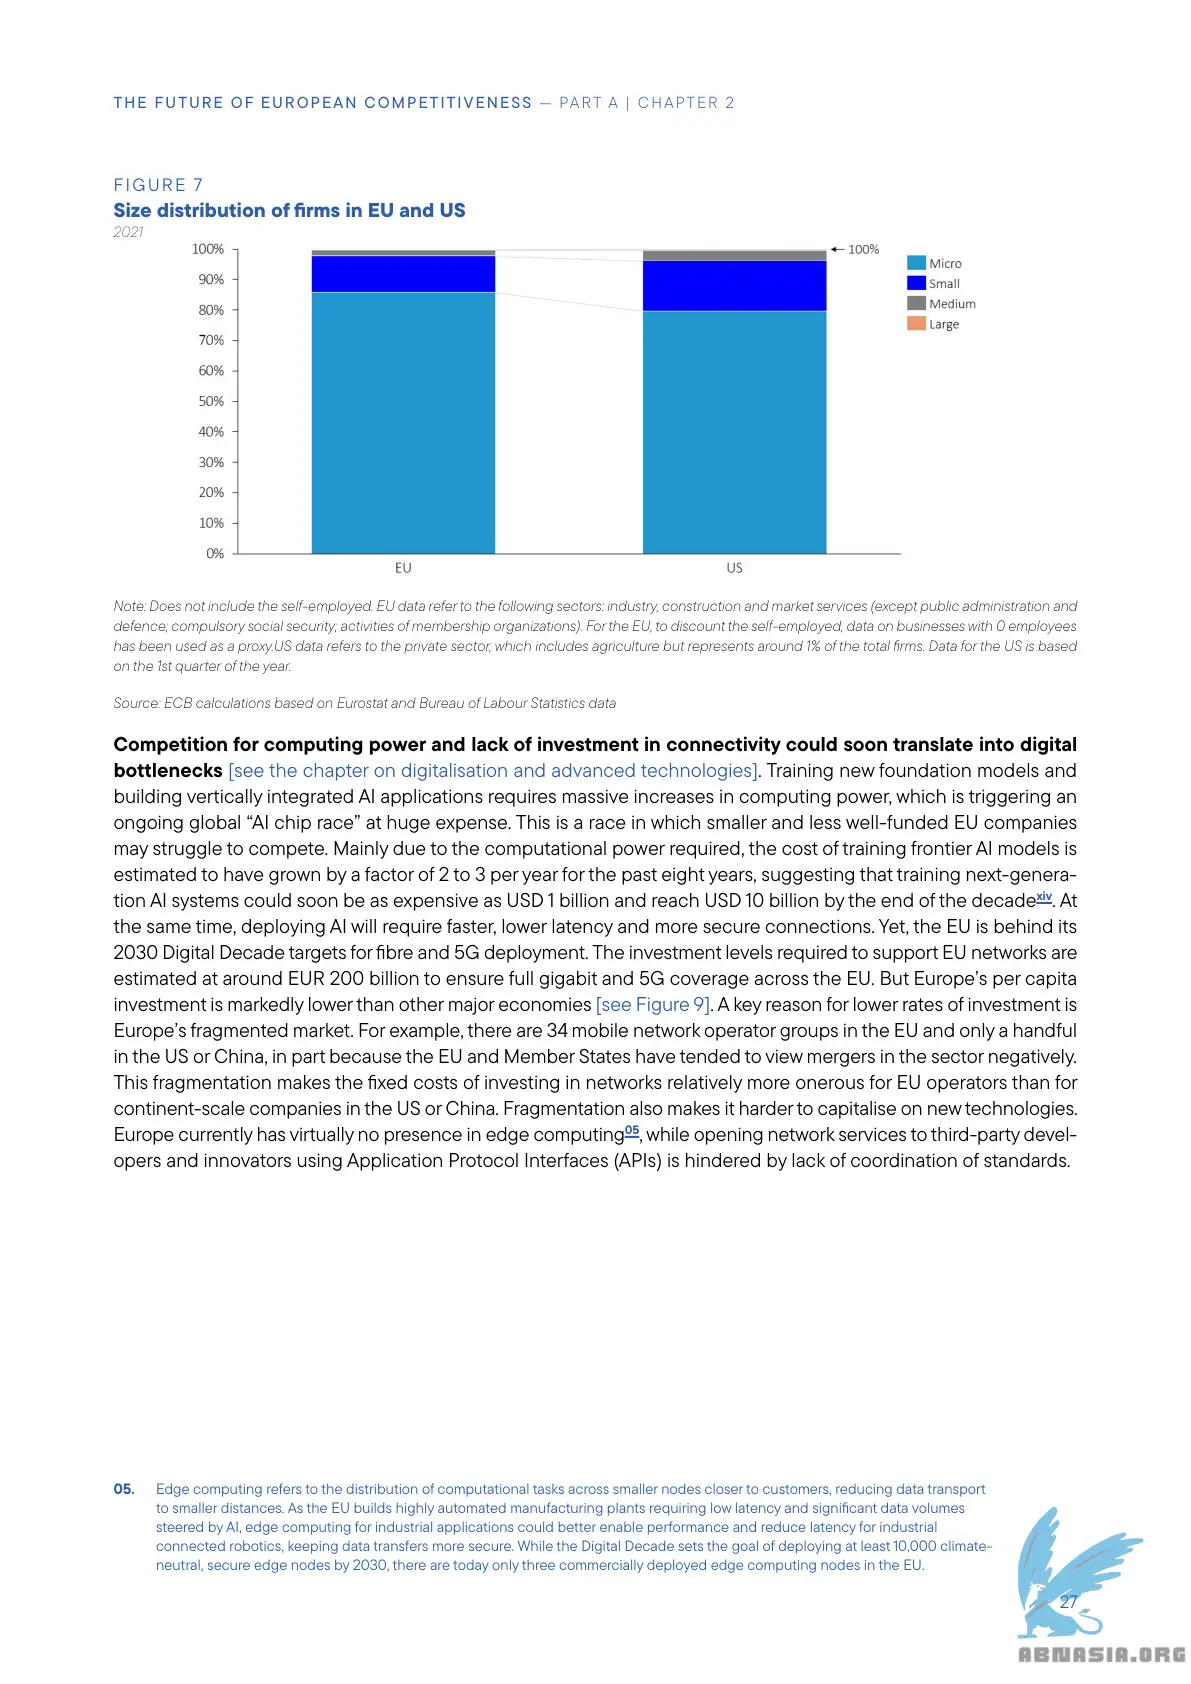 THE FUTURE OF EUROPEAN COMPETITIVENESS — PART A | CHAPTER 2
FIGURE 7
Size distribution of firms in EU and US
2021
100%
90%
80%
70%
60%
50%
40%
30%
20%
10%
0%
EU
US
100%
Micro
Small
Medium
Large
Note: Does not include the self-employed. EU data refer to the following sectors: industry, construction and market services (except public administration and
defence; compulsory social security; activities of membership organizations). For the EU, to discount the self-employed, data on businesses with 0 employees
has been used as a proxy.US data refers to the private sector, which includes agriculture but represents around 1% of the total firms. Data for the US is based
on the 1st quarter of the year.
Source: ECB calculations based on Eurostat and Bureau of Labour Statistics data
Competition for computing power and lack of investment in connectivity could soon translate into digital
bottlenecks [see the chapter on digitalisation and advanced technologies]. Training new foundation models and
building vertically integrated AI applications requires massive increases in computing power, which is triggering an
ongoing global “AI chip race” at huge expense. This is a race in which smaller and less well-funded EU companies
may struggle to compete. Mainly due to the computational power required, the cost of training frontier AI models is
estimated to have grown by a factor of 2 to 3 per year for the past eight years, suggesting that training next-genera-
tion AI systems could soon be as expensive as USD 1 billion and reach USD 10 billion by the end of the decadexiv. At
the same time, deploying AI will require faster, lower latency and more secure connections. Yet, the EU is behind its
2030 Digital Decade targets for fibre and 5G deployment. The investment levels required to support EU networks are
estimated at around EUR 200 billion to ensure full gigabit and 5G coverage across the EU. But Europe’s per capita
investment is markedly lower than other major economies [see Figure 9]. A key reason for lower rates of investment is
Europe’s fragmented market. For example, there are 34 mobile network operator groups in the EU and only a handful
in the US or China, in part because the EU and Member States have tended to view mergers in the sector negatively.
This fragmentation makes the fixed costs of investing in networks relatively more onerous for EU operators than for
continent-scale companies in the US or China. Fragmentation also makes it harder to capitalise on new technologies.
Europe currently has virtually no presence in edge computing05, while opening network services to third-party devel-
opers and innovators using Application Protocol Interfaces (APIs) is hindered by lack of coordination of standards.
05. Edge computing refers to the distribution of computational tasks across smaller nodes closer to customers, reducing data transport
to smaller distances. As the EU builds highly automated manufacturing plants requiring low latency and significant data volumes
steered by AI, edge computing for industrial applications could better enable performance and reduce latency for industrial
connected robotics, keeping data transfers more secure. While the Digital Decade sets the goal of deploying at least 10,000 climate-
neutral, secure edge nodes by 2030, there are today only three commercially deployed edge computing nodes in the EU.
27
ABNASIA.ORG